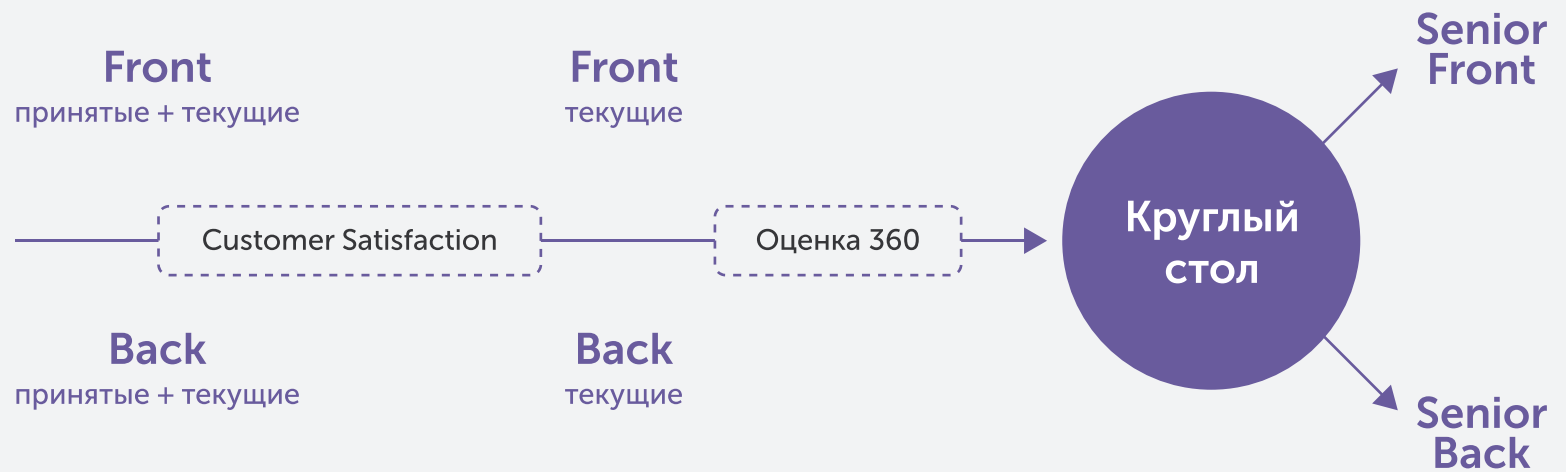 Front
принятые + текущие
Front
текущие
Senior
Front
Customer Satisfaction
Оценка 360
Круглый
стол
Back
принятые + текущие
Back
текущие
Senior
Back